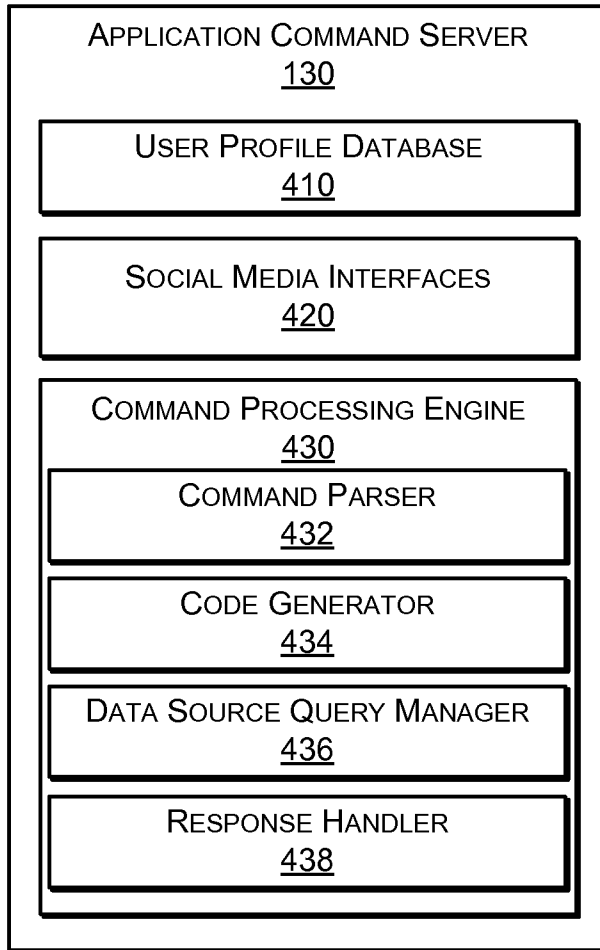 APPLICATION COMMAND SERVER
130
USER PROFILE DATABASE
410
SOCIAL MEDIA INTERFACES
420
COMMAND PROCESSING ENGINE
430
COMMAND PARSER
432
CODE GENERATOR
434
DATA SOURCE QUERY MANAGER
436
RESPONSE HANDLER
438